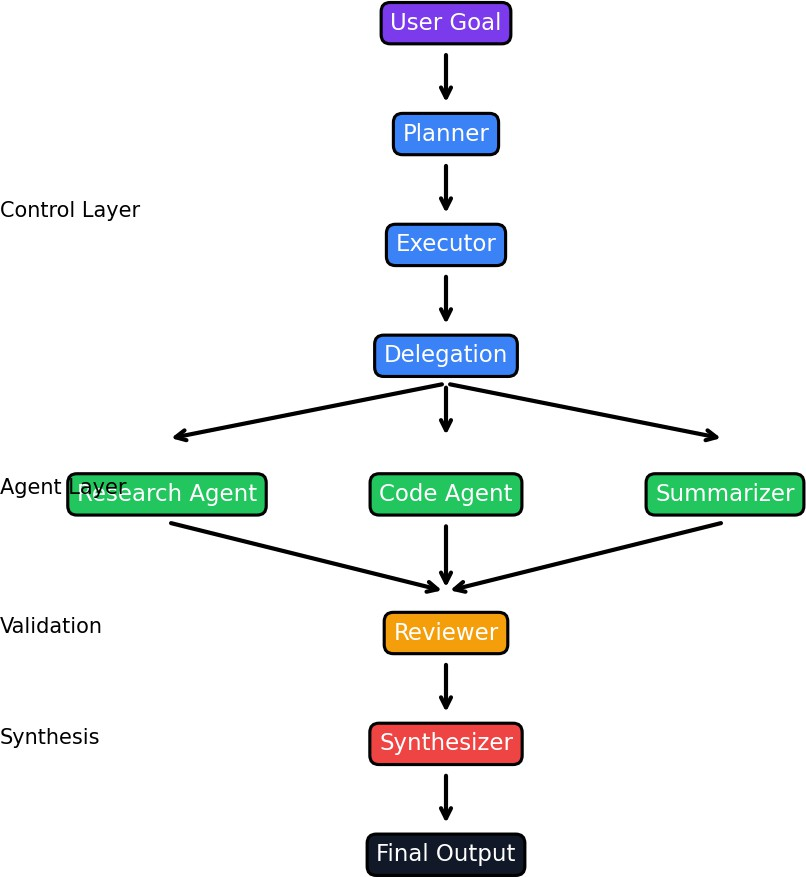 User Goal
Planner
Control Layer
Executor
Delegation
Agent Layer
Research Agent
Code Agent
Summarizer
Validation
Reviewer
Synthesis
Synthesizer
Final Output